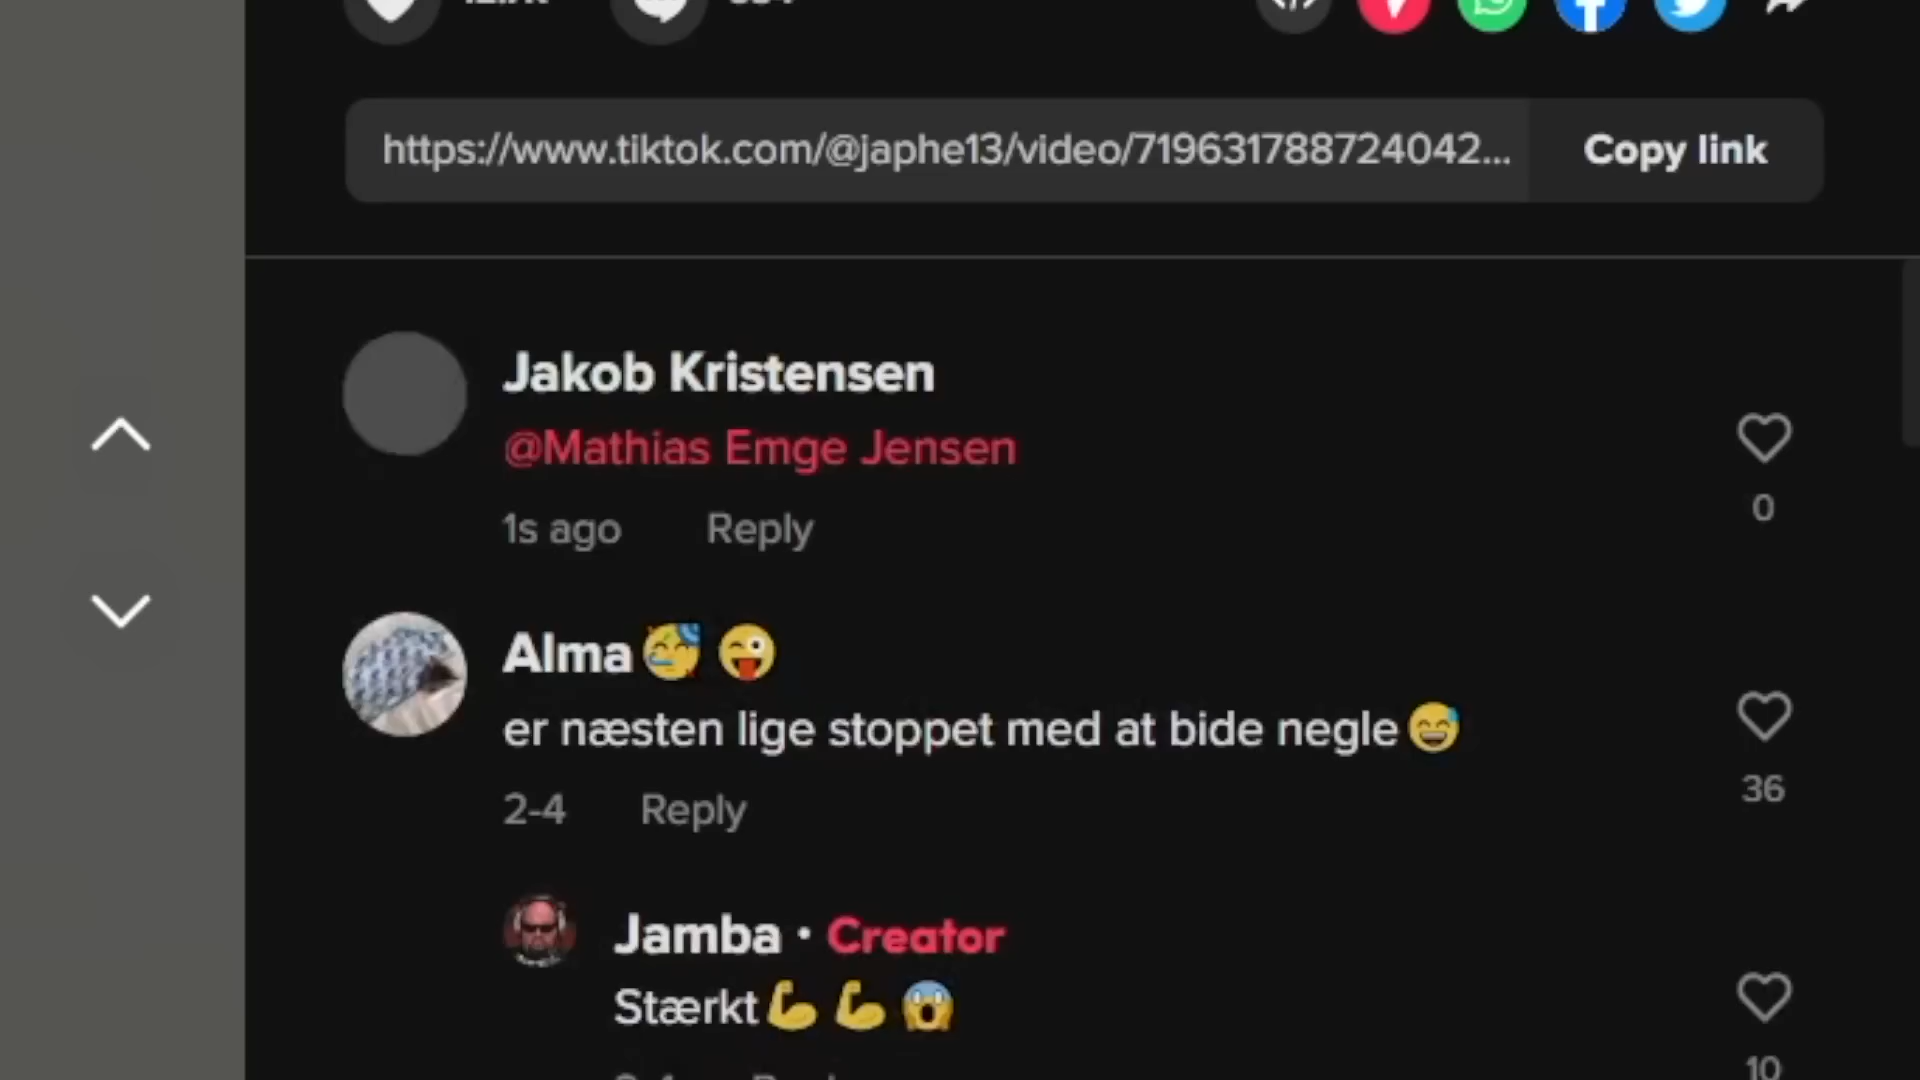 https://www.tiktok.com/@japhe13/video/719631788724042...
Copy link
Jakob Kristensen
@Mathias Emge Jensen
0
1s ago Reply
Alma🥳 😜
er næsten lige stoppet med at bide negle😅
36
2-4 Reply
Jamba · Creator
Stærkt💪 💪 😱
10